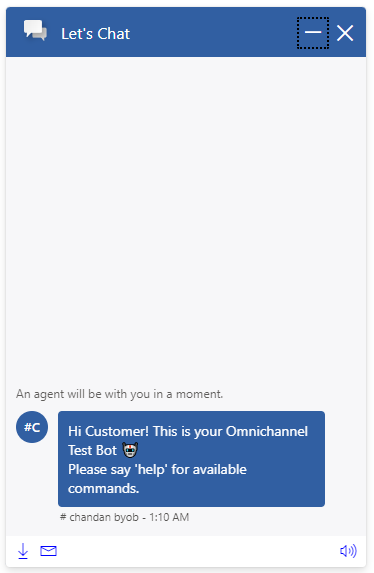 Let's Chat
An agent will be with you in a moment.
#C
Hi Customer! This is your Omnichannel
Test Bot
Please say 'help' for available
commands.
# chandan byob - 1:10 AM